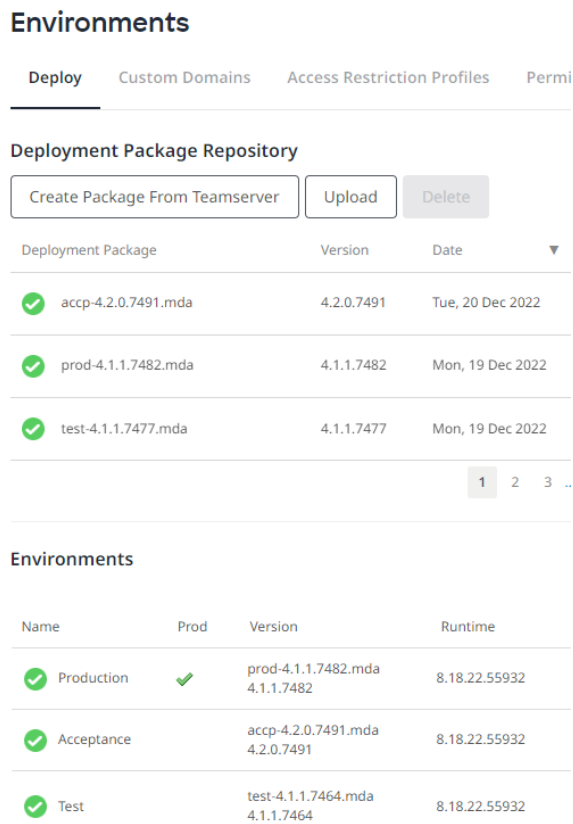 Environments
Deploy Custom Domains Access Restriction Profiles Permi
Deployment Package Repository
Create Package From Teamserver Upload Delete
Deployment Package Version Date
accp-4.2.0.7491.mda 4.2.0.7491 Tue, 20 Dec 2022
prod-4.1.1.7482.mda 4.1.1.7482 Mon, 19 Dec 2022
test-4.1.1.7477.mda 4.1.1.7477 Mon, 19 Dec 2022
1 2 3 ..
Environments
Name Prod Version Runtime
Production prod-4.1.1.7482.mda 8.18.22.55932
4.1.1.7482
Acceptance accp-4.2.0.7491.mda 8.18.22.55932
4.2.0.7491
Test test-4.1.1.7464.mda 8.18.22.55932
4.1.1.7464